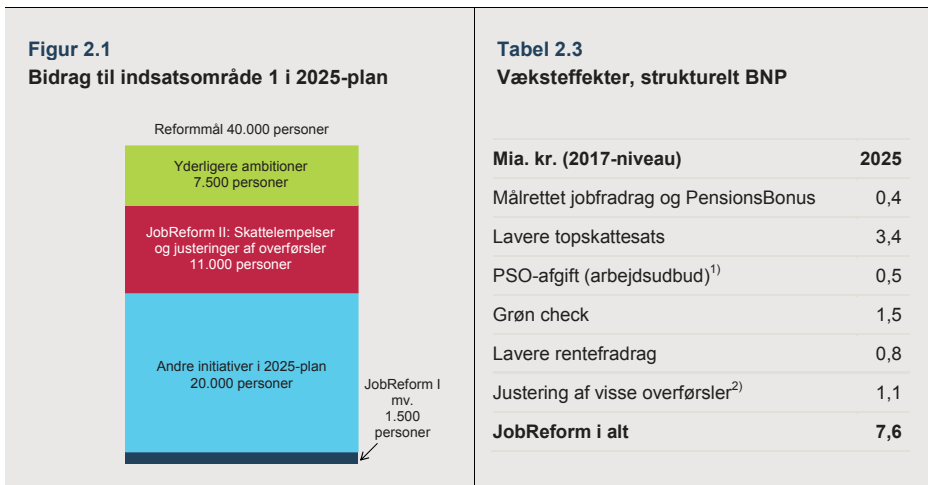 Figur 2.1
Bidrag til indsatsområde 1 i 2025-plan
Reformmål 40.000 personer
Yderligere ambitioner
7.500 personer
JobReform II: Skattelempelser
og justeringer af overførsler
11.000 personer
Andre initiativer i 2025-plan
20.000 personer
JobReform I
mv.
1.500
personer
Tabel 2.3
Væksteffekter, strukturelt BNP
Mia. kr. (2017-niveau) 2025
Målrettet jobfradrag og PensionsBonus 0,4
Lavere topskattesats 3,4
PSO-afgift (arbejdsudbud)1) 0,5
Grøn check 1,5
Lavere rentefradrag 0,8
Justering af visse overførsler2) 1,1
JobReform i alt 7,6